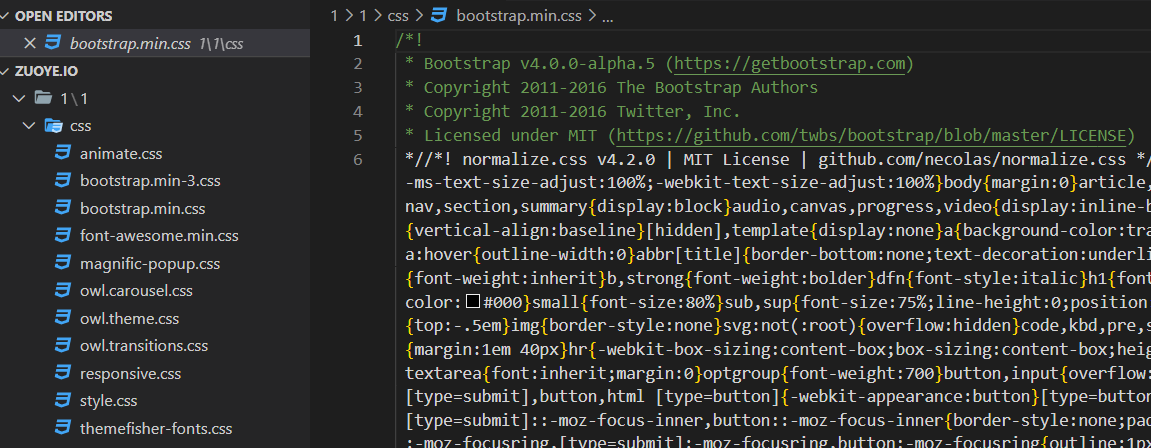 OPEN EDITORS
bootstrap.min.css 1\1\css
ZUOYE.IO
1\1
css
animate.css
bootstrap.min-3.css
bootstrap.min.css
font-awesome.min.css
magnific-popup.css
owl.carousel.css
owl.theme.css
owl.transitions.css
responsive.css
style.css
themefisher-fonts.css
1 > 1 > css > bootstrap.min.css > ...
1 /*!
2 * Bootstrap v4.0.0-alpha.5 (https://getbootstrap.com)
3 * Copyright 2011-2016 The Bootstrap Authors
4 * Copyright 2011-2016 Twitter, Inc.
5 * Licensed under MIT (https://github.com/twbs/bootstrap/blob/master/LICENSE)
6 *//*! normalize.css v4.2.0 | MIT License | github.com/necolas/normalize.css *
-ms-text-size-adjust:100%;-webkit-text-size-adjust:100%}body{margin:0}article,
nav,section,summary{display:block}audio,canvas,progress,video{display:inline-b
{vertical-align:baseline}[hidden],template{display:none}a{background-color:tra
a:hover{outline-width:0}abbr[title]{border-bottom:none;text-decoration:underli
{font-weight:inherit}b,strong{font-weight:bolder}dfn{font-style:italic}h1{font
color:#000}small{font-size:80%}sub,sup{font-size:75%;line-height:0;position
{top:-.5em}img{border-style:none}svg:not(:root){overflow:hidden}code,kbd,pre,s
{margin:1em 40px}hr{-webkit-box-sizing:content-box;box-sizing:content-box;heig
textarea{font:inherit;margin:0}optgroup{font-weight:700}button,input{overflow:
[type=submit],button,html [type=button]{-webkit-appearance:button}[type=button
[type=submit]::-moz-focus-inner,button::-moz-focus-inner{border-style:none;pad
:-moz-focusring,[type=submit]:-moz-focusring,button:-moz-focusring{outline:1px